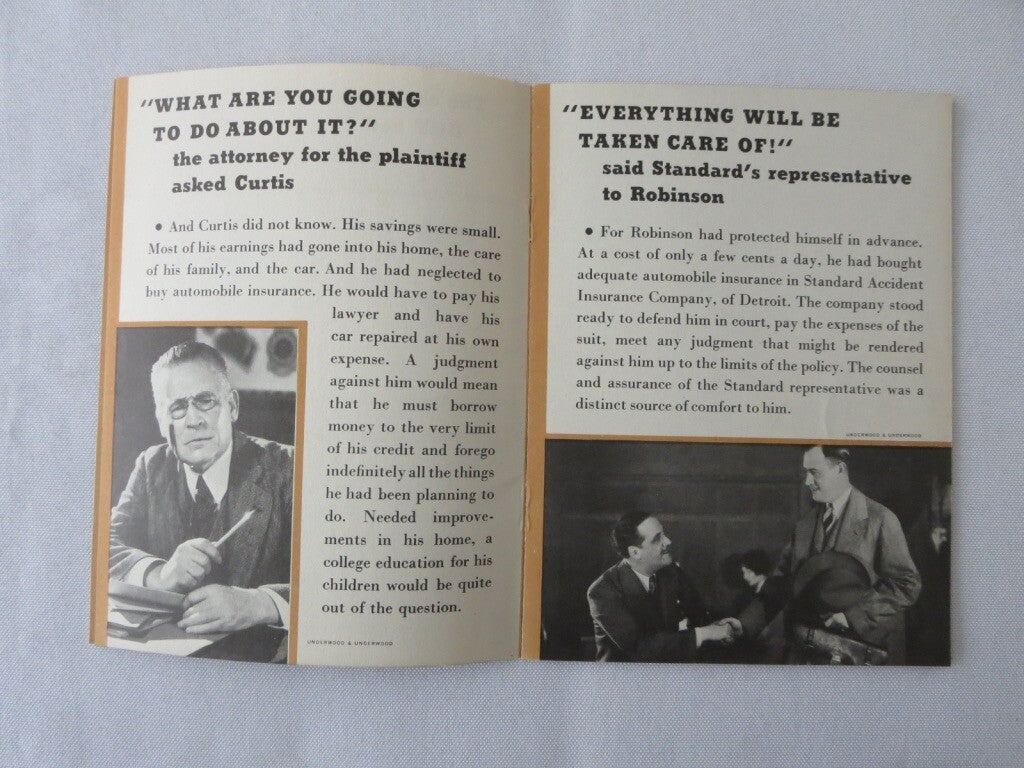 "WHAT ARE YOU GOING
TO DO ABOUT IT?"
the attorney for the plaintiff
asked Curtis
• And Curtis did not know. His savings were small.
Most of his earnings had gone into his home, the care
of his family, and the car. And he had neglected to
buy automobile insurance. He would have to pay his
lawyer and have his
car repaired at his own
expense. A judgment
against him would mean
that he must borrow
money to the very limit
of his credit and forego
indefinitely all the things
he had been planning to
do. Needed improve-
ments in his home, a
college education for his
children would be quite
out of the question.
UNDERWOOD & UNDERWOOD
"EVERYTHING WILL BE
TAKEN CARE OF!"
said Standard's representative
to Robinson
• For Robinson had protected himself in advance.
At a cost of only a few cents a day, he had bought
adequate automobile insurance in Standard Accident
Insurance Company, of Detroit. The company stood
ready to defend him in court, pay the expenses of the
suit, meet any judgment that might be rendered
against him up to the limits of the policy. The counsel
and assurance of the Standard representative was a
distinct source of comfort to him.
UNDERWOOD & UNDERWOOD